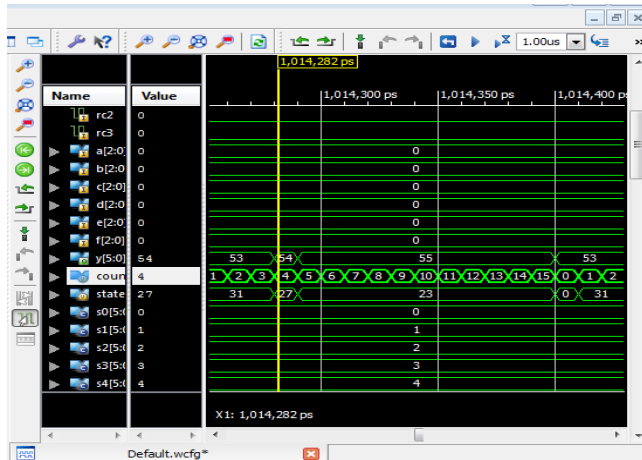 1.00us
»
1,014,282 ps
Name Value
1,014,300 ps 1,014,350 ps 1,014,400 ps
rc2 0
rc3 0
a[2:0] 0 0
b[2:0 0 0
c[2:0] 0 0
d[2:0 0 0
e[2:0 0 0
f[2:0] 0 0
y[5:0] 54 53 54 55 53
coun 4 1 2 3 4 5 6 7 8 9 10 11 12 13 14 15 0 1 2
state 27 31 27 23 0 31
s0[5:0 0 0
s1[5:0 1 1
s2[5:0 2 2
s3[5:0 3 3
s4[5:0 4 4
X1: 1,014,282 ps
Default.wcfg*